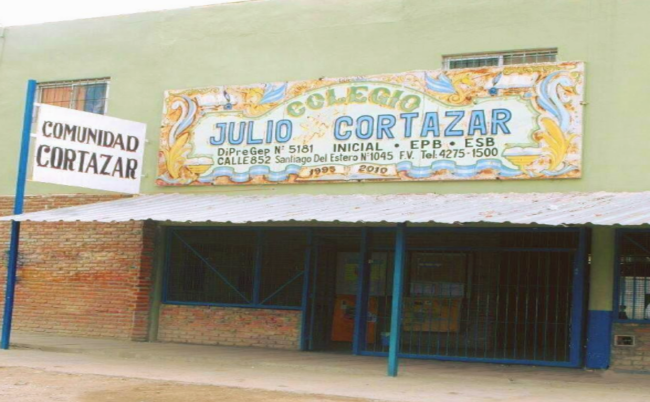 COMUNIDAD
CORTAZAR
COLEGIO
JULIO CORTAZAR
DiPreGep N° 5181 INICIAL • EPB • ESB
CALLE 852 Santiago Del Estero N°1045 F.V. Tel: 4275-1500
1995 2010